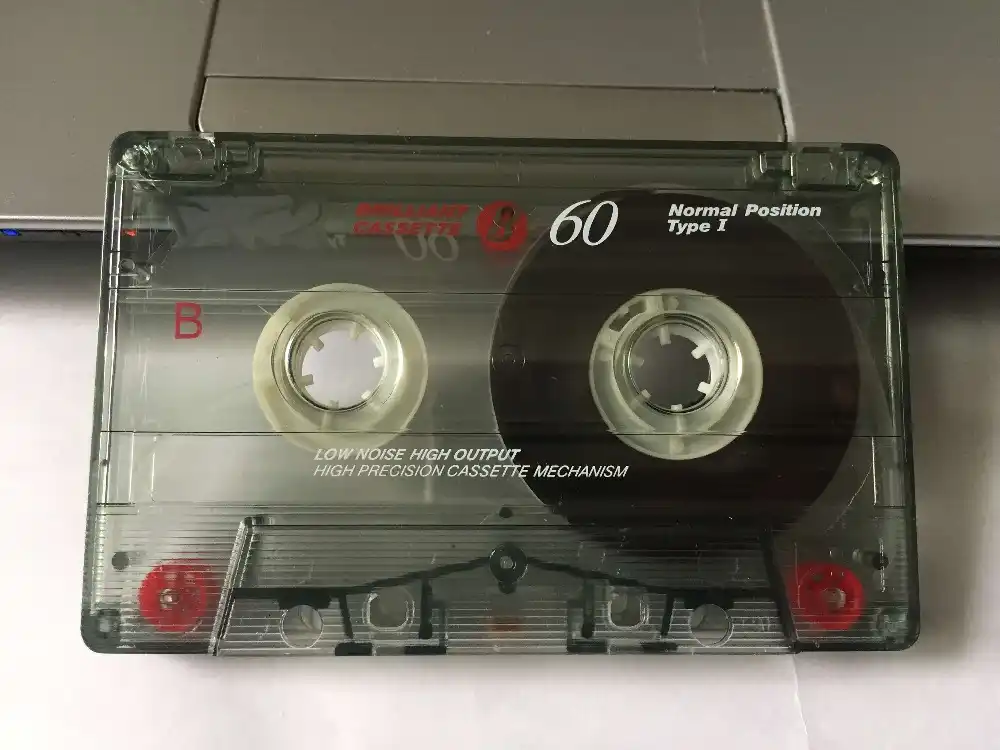 BRILLIANT
CASSETTE
60
Normal Position
Type I
B
LOW NOISE HIGH OUTPUT
HIGH PRECISION CASSETTE MECHANISM